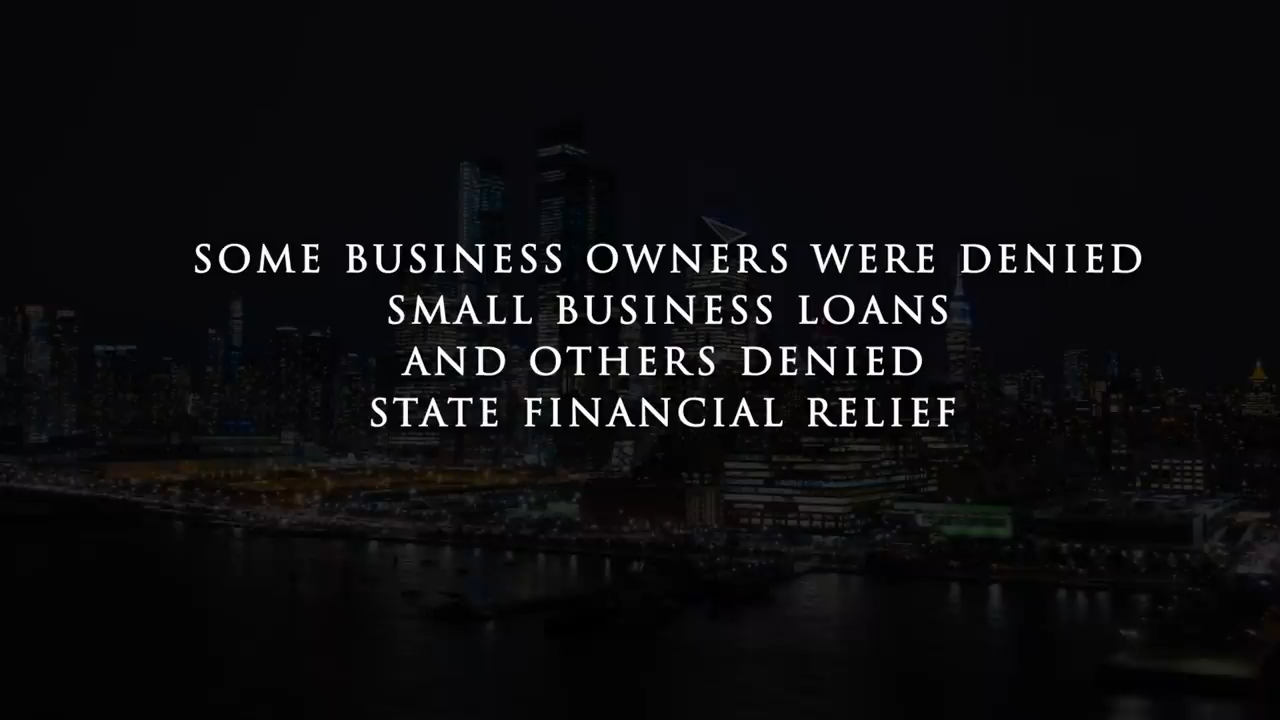 SOME BUSINESS OWNERS WERE DENIED
SMALL BUSINESS LOANS
AND OTHERS DENIED
STATE FINANCIAL RELIEF